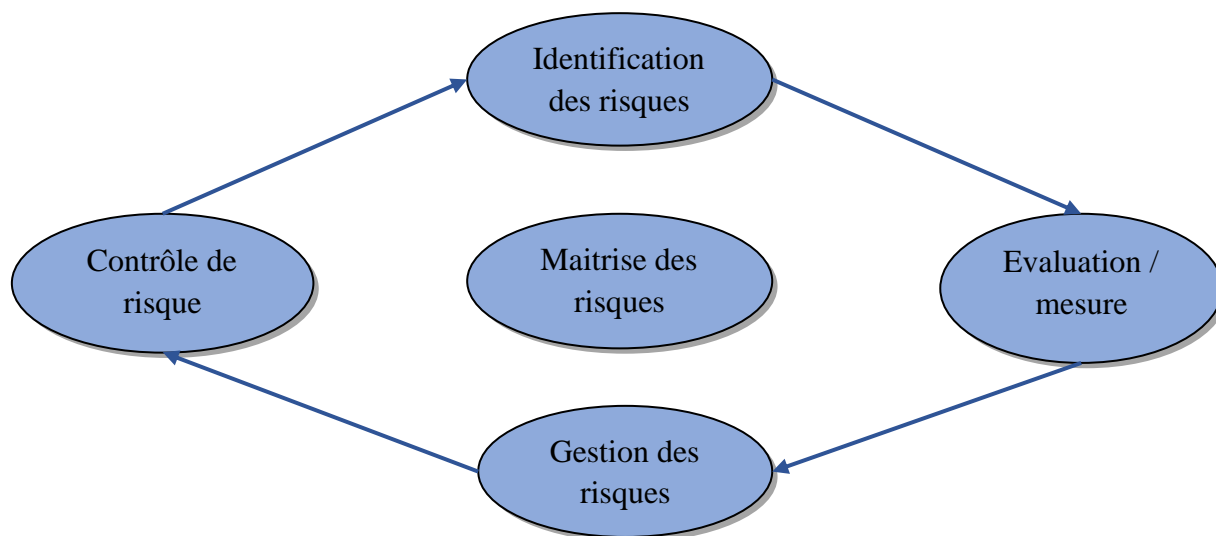 Identification
des risques
Contrôle de
risque
Maitrise des
risques
Evaluation /
mesure
Gestion des
risques